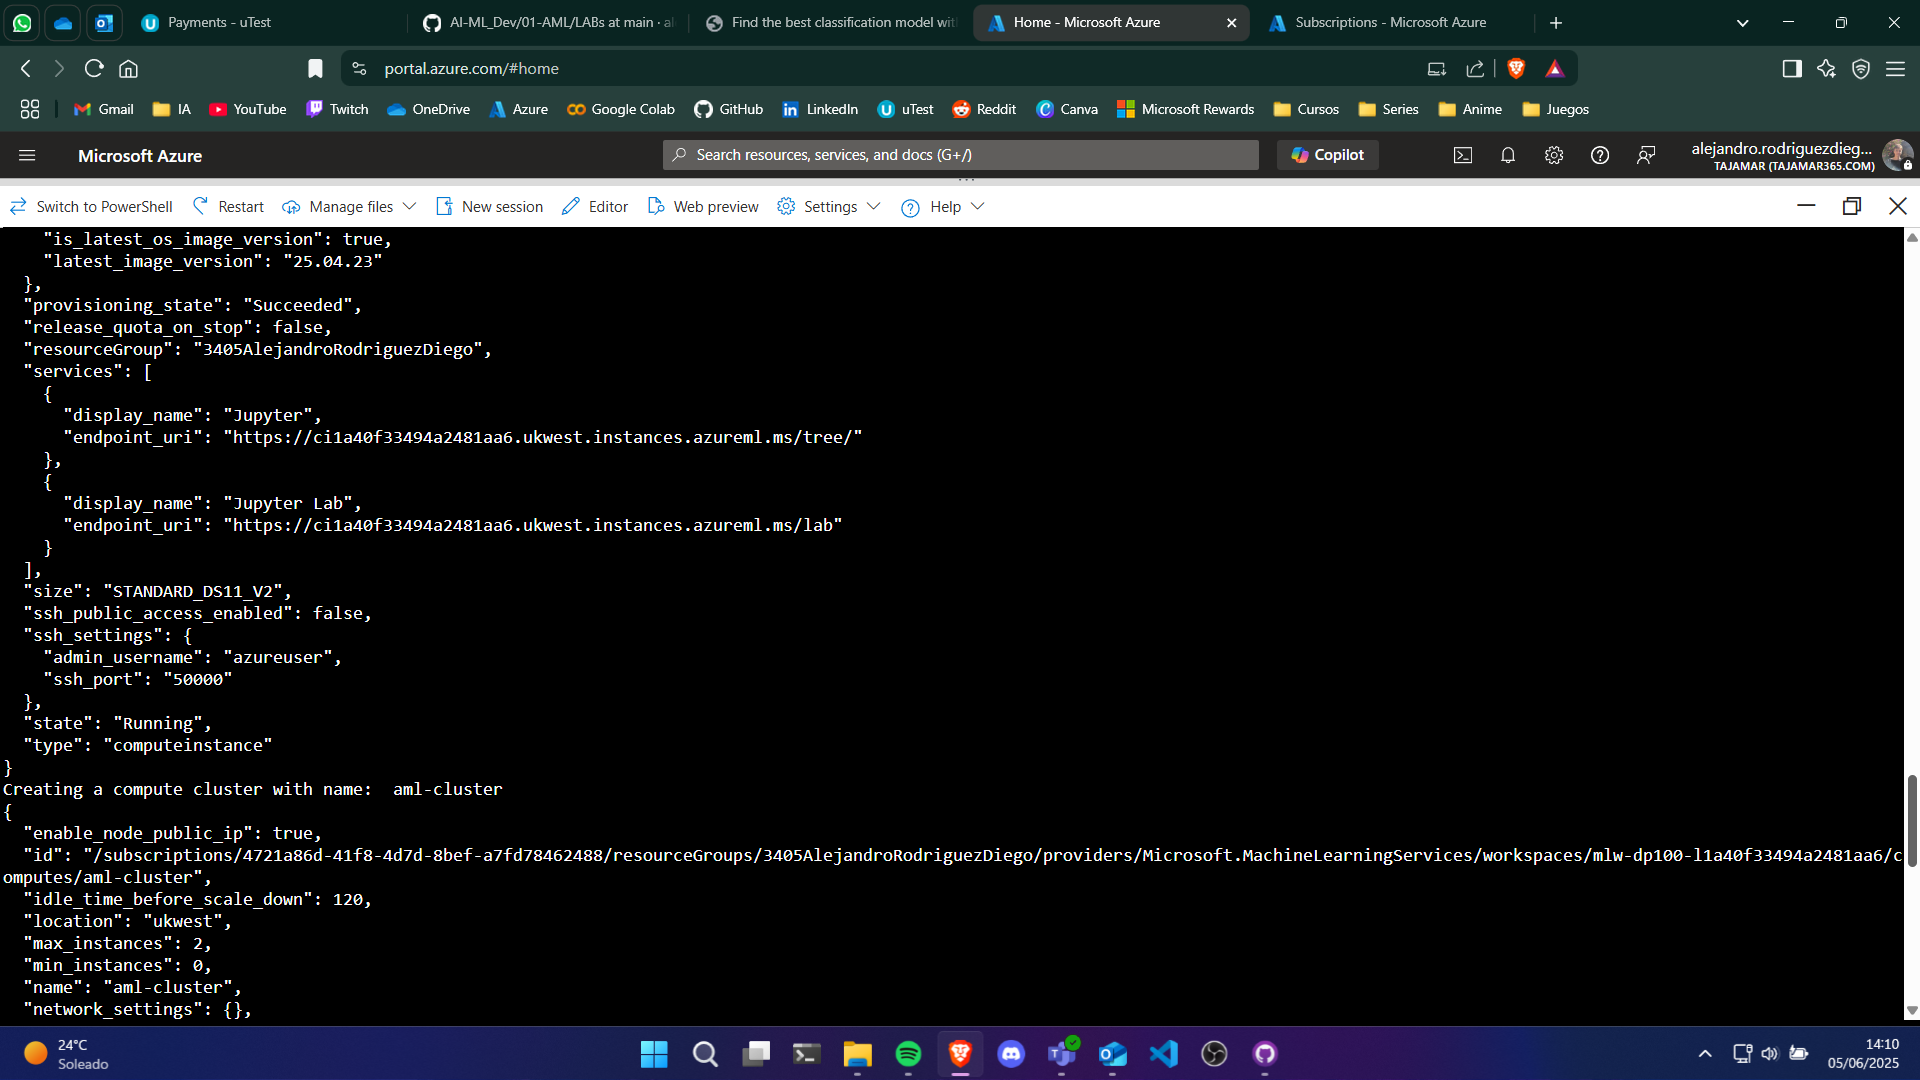 Payments - uTest
AI-ML_Dev/01-AML/LABs at main · al
Find the best classification model with
Home - Microsoft Azure
Subscriptions - Microsoft Azure
portal.azure.com/#home
Gmail
IA
YouTube
Twitch
OneDrive
Azure
Google Colab
GitHub
LinkedIn
uTest
Reddit
Canva
Microsoft Rewards
Cursos
Series
Anime
Juegos
Microsoft Azure
Search resources, services, and docs (G+/)
Copilot
alejandro.rodriguezdieg...
TAJAMAR (TAJAMAR365.COM)
Switch to PowerShell
Restart
Manage files
New session
Editor
Web preview
Settings
Help
    "is_latest_os_image_version": true,
    "latest_image_version": "25.04.23"
  },
  "provisioning_state": "Succeeded",
  "release_quota_on_stop": false,
  "resourceGroup": "3405AlejandroRodriguezDiego",
  "services": [
    {
      "display_name": "Jupyter",
      "endpoint_uri": "https://ci1a40f33494a2481aa6.ukwest.instances.azureml.ms/tree/"
    },
    {
      "display_name": "Jupyter Lab",
      "endpoint_uri": "https://ci1a40f33494a2481aa6.ukwest.instances.azureml.ms/lab"
    }
  ],
  "size": "STANDARD_DS11_V2",
  "ssh_public_access_enabled": false,
  "ssh_settings": {
    "admin_username": "azureuser",
    "ssh_port": "50000"
  },
  "state": "Running",
  "type": "computeinstance"
}
Creating a compute cluster with name:  aml-cluster
{
  "enable_node_public_ip": true,
  "id": "/subscriptions/4721a86d-41f8-4d7d-8bef-a7fd78462488/resourceGroups/3405AlejandroRodriguezDiego/providers/Microsoft.MachineLearningServices/workspaces/mlw-dp100-l1a40f33494a2481aa6/c
omputes/aml-cluster",
  "idle_time_before_scale_down": 120,
  "location": "ukwest",
  "max_instances": 2,
  "min_instances": 0,
  "name": "aml-cluster",
  "network_settings": {},
24°C
Soleado
14:10
05/06/2025